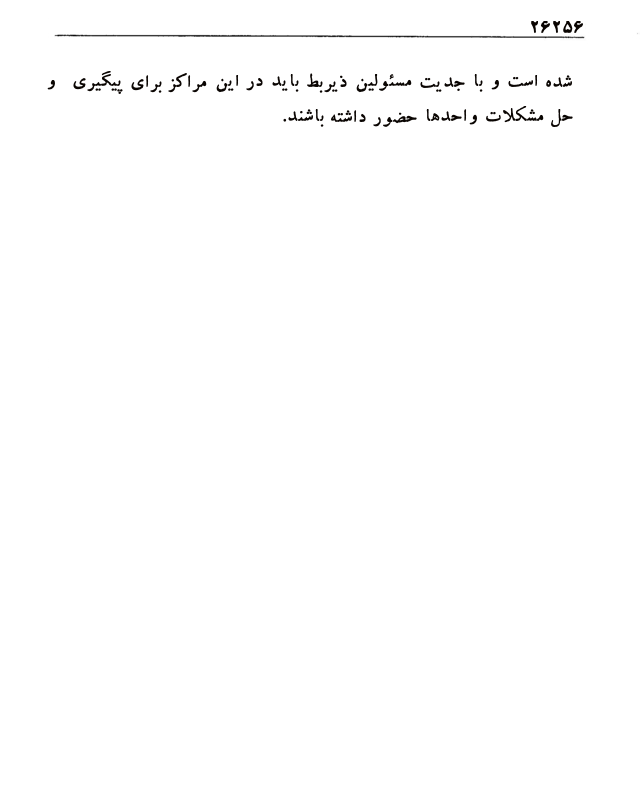 ۲۶۲۵۶
شده است و با جدیت مسئولین ذیربط باید در این مراکز برای پیگیری و
حل مشکلات واحدها حضور داشته باشند.